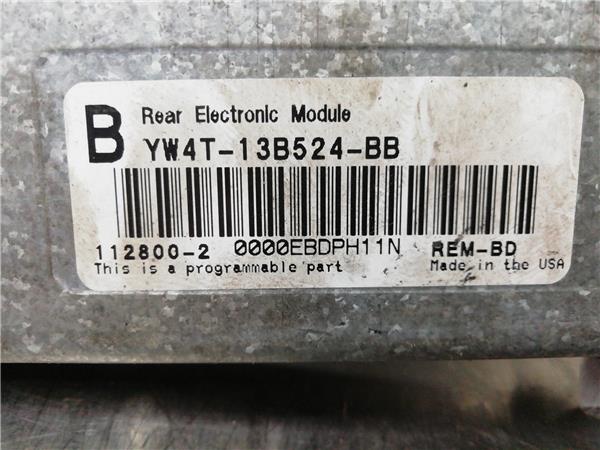 B
Rear Electronic Module
YW4T-13B524-BB
112800-2 0000EBDPH11N REM-BD
This is a programmable part Made in the USA